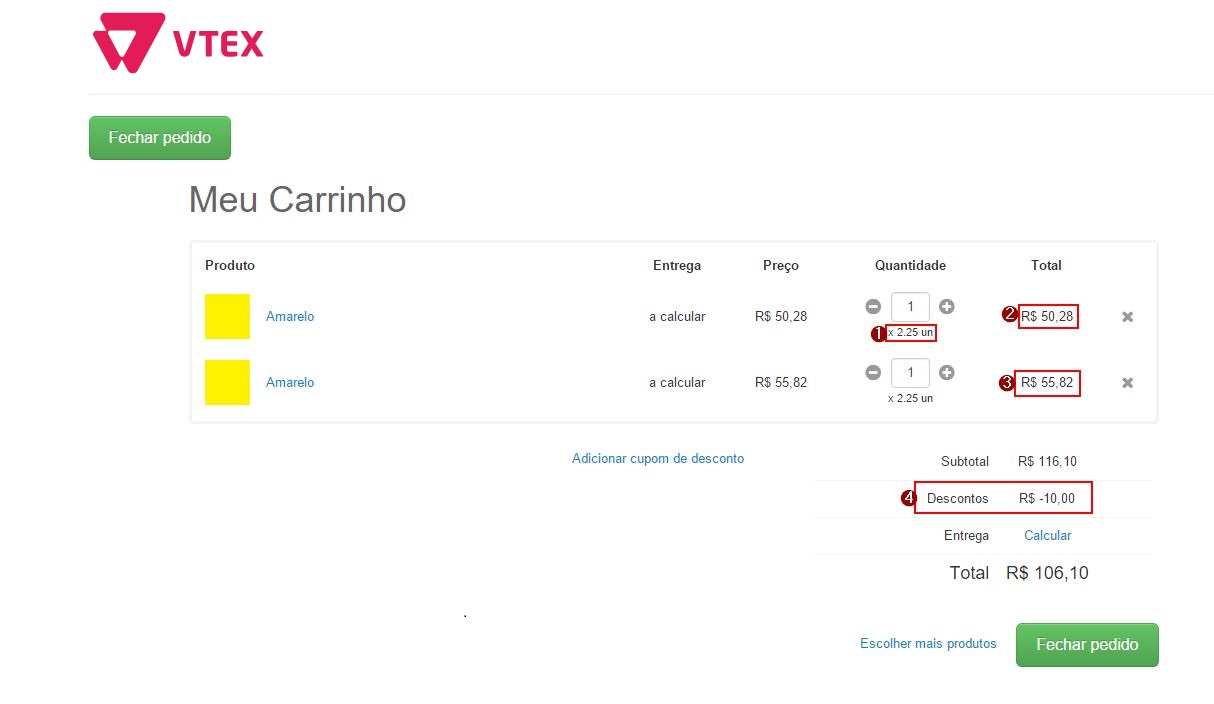 VTEX
Fechar pedido
Meu Carrinho
Produto Entrega Preço Quantidade Total
Amarelo a calcular R$ 50,28 1 2 R$ 50,28
1 x 2.25 un
Amarelo a calcular R$ 55,82 1 3 R$ 55,82
x 2.25 un
Adicionar cupom de desconto
Subtotal R$ 116,10
4 Descontos R$ -10,00
Entrega Calcular
Total R$ 106,10
Escolher mais produtos Fechar pedido